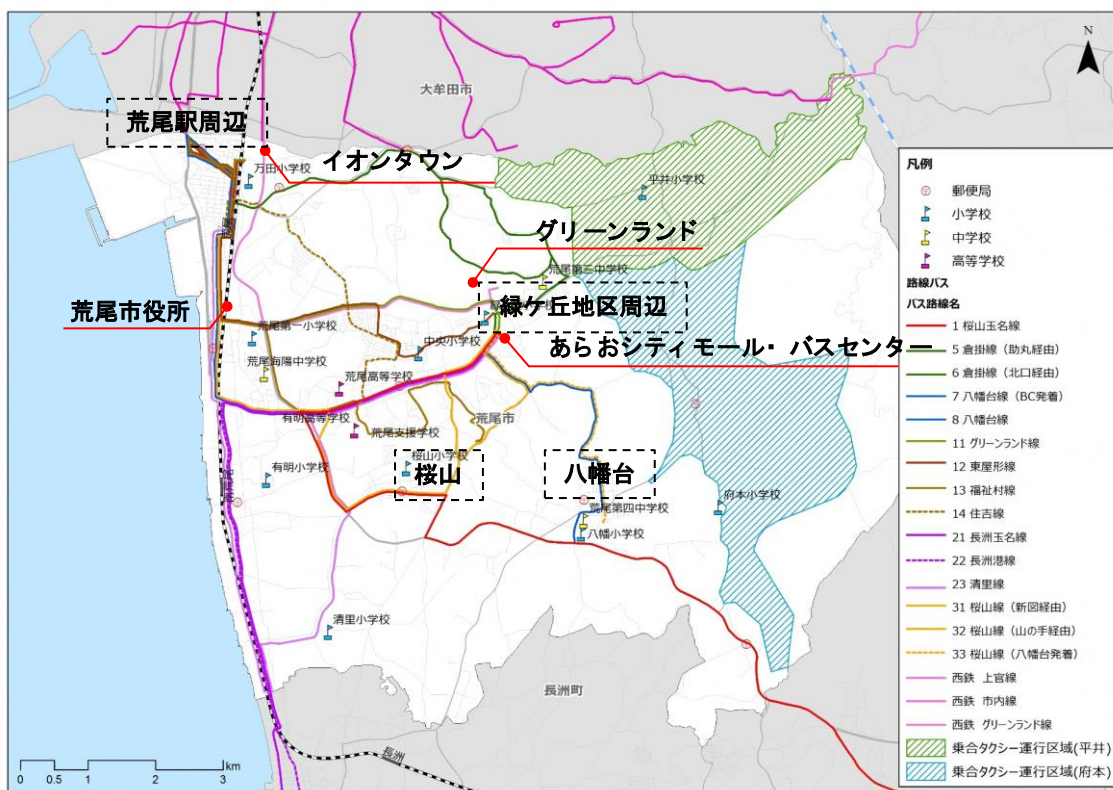 N
大牟田市
荒尾駅周辺
イオンタウン
万田小学校
平井小学校
グリーンランド
荒尾第三中学校
緑ケ丘地区周辺
荒尾市役所
荒尾第一小学校
あらおシティモール・ バスセンター
中央小学校
荒尾海陽中学校
荒尾高等学校
有明高等学校
荒尾市
荒尾支援学校
桜山小学校
有明小学校
桜山
八幡台
府本小学校
荒尾第四中学校
八幡小学校
清里小学校
長洲町
長洲
0 0.5 1 2 3 km
凡例
郵便局
小学校
中学校
高等学校
路線バス
バス路線名
1 桜山玉名線
5 倉掛線（助丸経由）
6 倉掛線（北口経由）
7 八幡台線（BC発着）
8 八幡台線
11 グリーンランド線
12 東屋形線
13 福祉村線
14 住吉線
21 長洲玉名線
22 長洲港線
23 清里線
31 桜山線（新図経由）
32 桜山線（山の手経由）
33 桜山線（八幡台発着）
西鉄 上官線
西鉄 市内線
西鉄 グリーンランド線
乗合タクシー運行区域(平井)
乗合タクシー運行区域(府本)